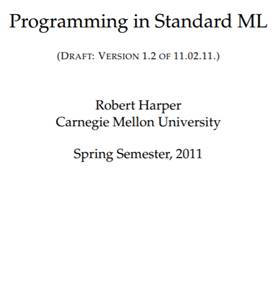 Programming in Standard ML
(DRAFT: VERSION 1.2 OF 11.02.11.)
Robert Harper
Carnegie Mellon University
Spring Semester, 2011